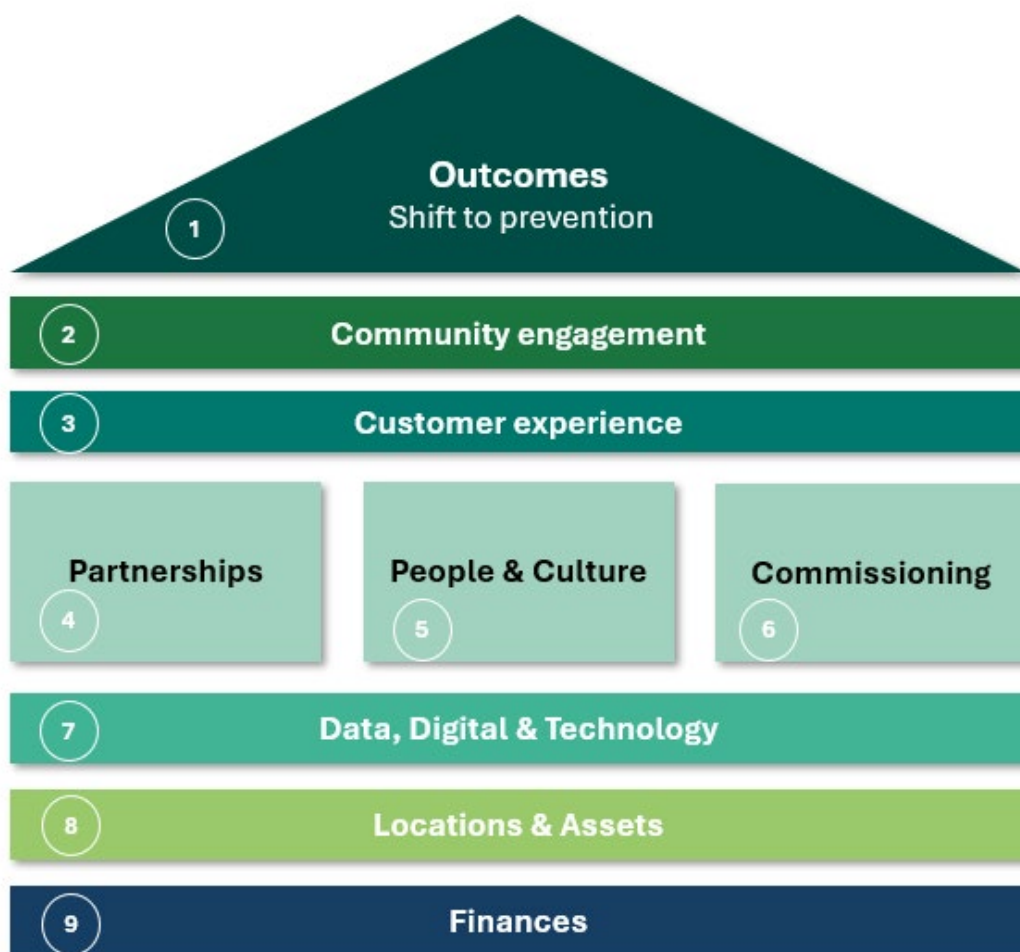 Outcomes
Shift to prevention
1
2
Community engagement
3
Customer experience
Partnerships
4
People & Culture
5
Commissioning
6
7
Data, Digital & Technology
8
Locations & Assets
9
Finances